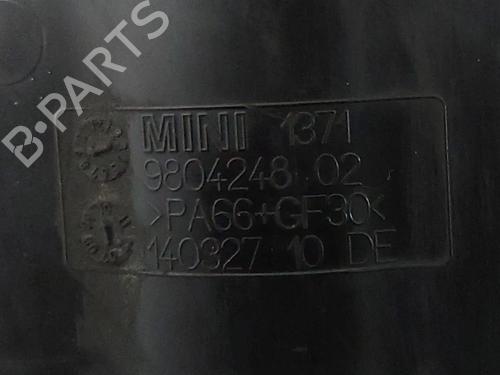 B-PARTS
MINI 1371
9804248 02
>PA66+GF30<
140327 10 DE